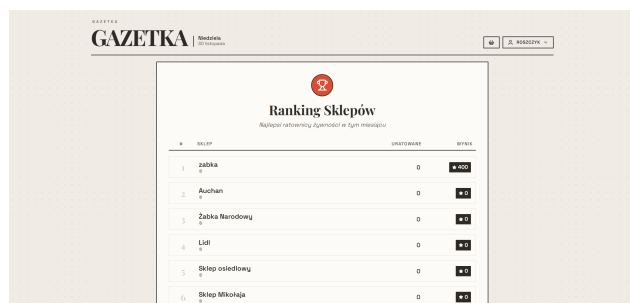 GAZETKA
GAZETKA
Niedziela
30 listopada
ROSZCZYK
Ranking Sklepów
Najlepsi ratownicy żywności w tym miesiącu
# SKLEP URATOWANE WYNIK
1 zabka 0 ★ 400
2 Auchan 0 ★ 0
3 Żabka Narodowy 0 ★ 0
4 Lidl 0 ★ 0
5 Sklep osiedlowy 0 ★ 0
6 Sklep Mikołaja 0 ★ 0